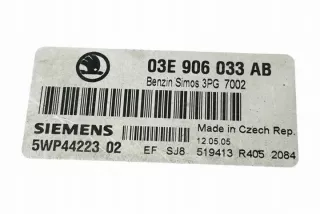 03E 906 033 AB
Benzin Simos 3PG 7002
SIEMENS
Made in Czech Rep.
12.05.05
5WP44223 02 EF SJ8 519413 R405 2084